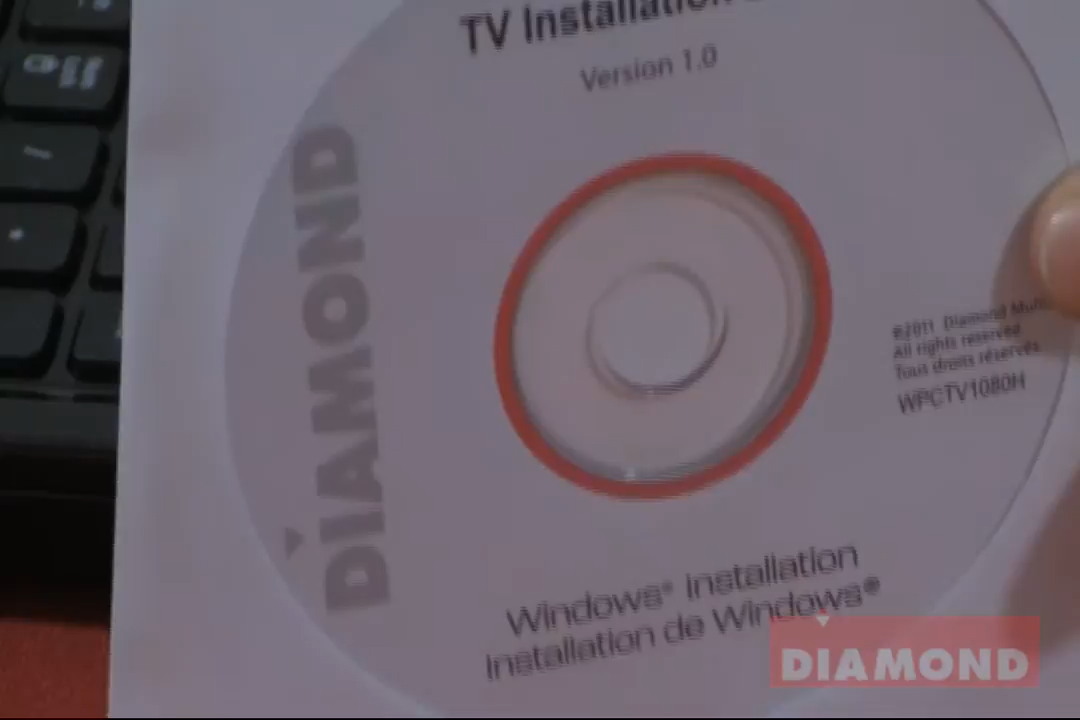 TV Installation
Version 1.0
DIAMOND
©2011 Diamond Multi
All rights reserved.
Tous droits réservés
WPCTV1080H
Windows® Installation
Installation de Windows®
DIAMOND